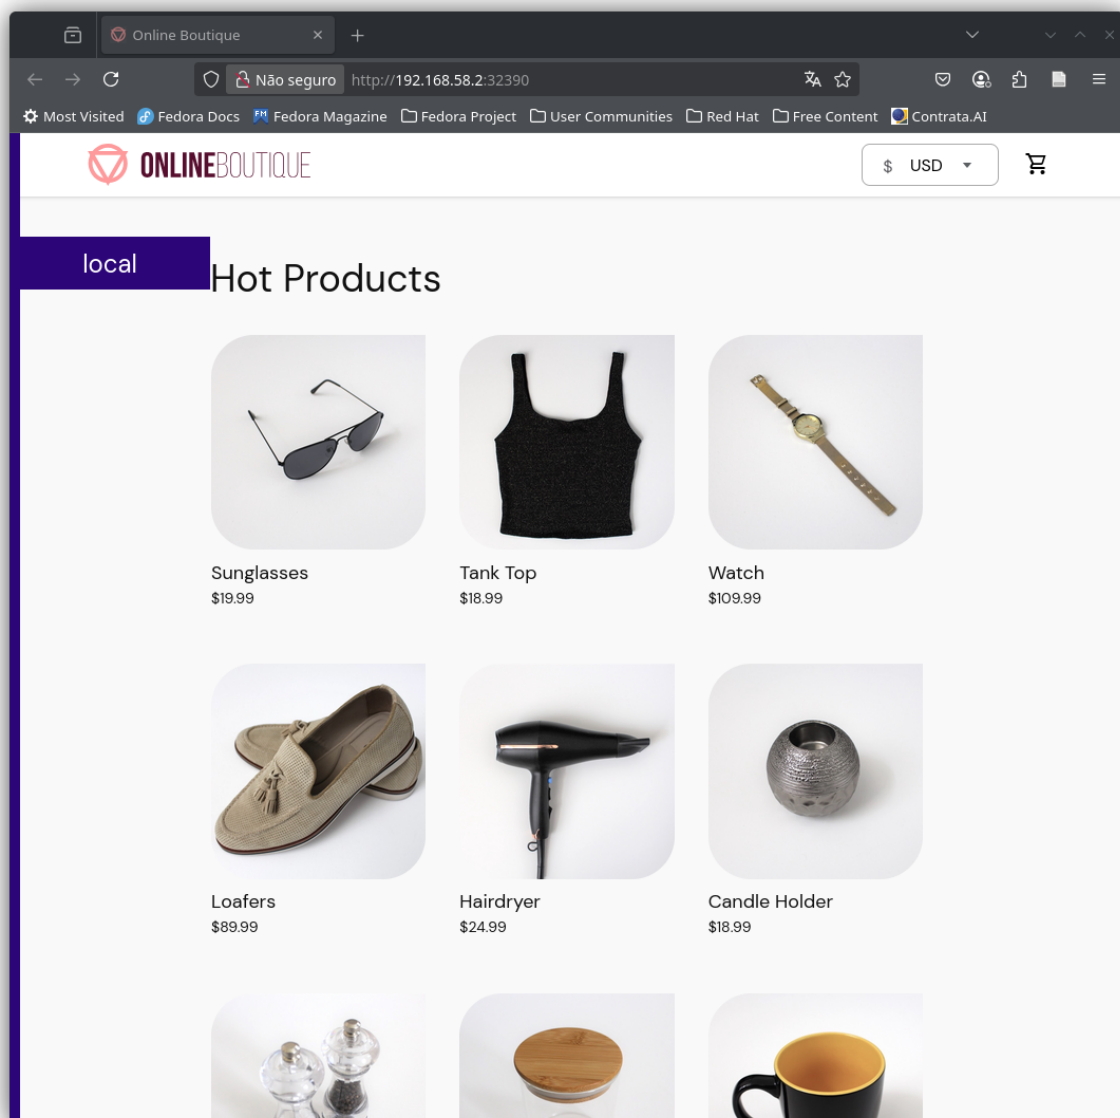 Online Boutique
Não seguro http://192.168.58.2:32390
Most Visited Fedora Docs Fedora Magazine Fedora Project User Communities Red Hat Free Content Contrata.AI
ONLINEBOUTIQUE
$ USD
local
Hot Products
Sunglasses Tank Top Watch
$19.99 $18.99 $109.99
Loafers Hairdryer Candle Holder
$89.99 $24.99 $18.99